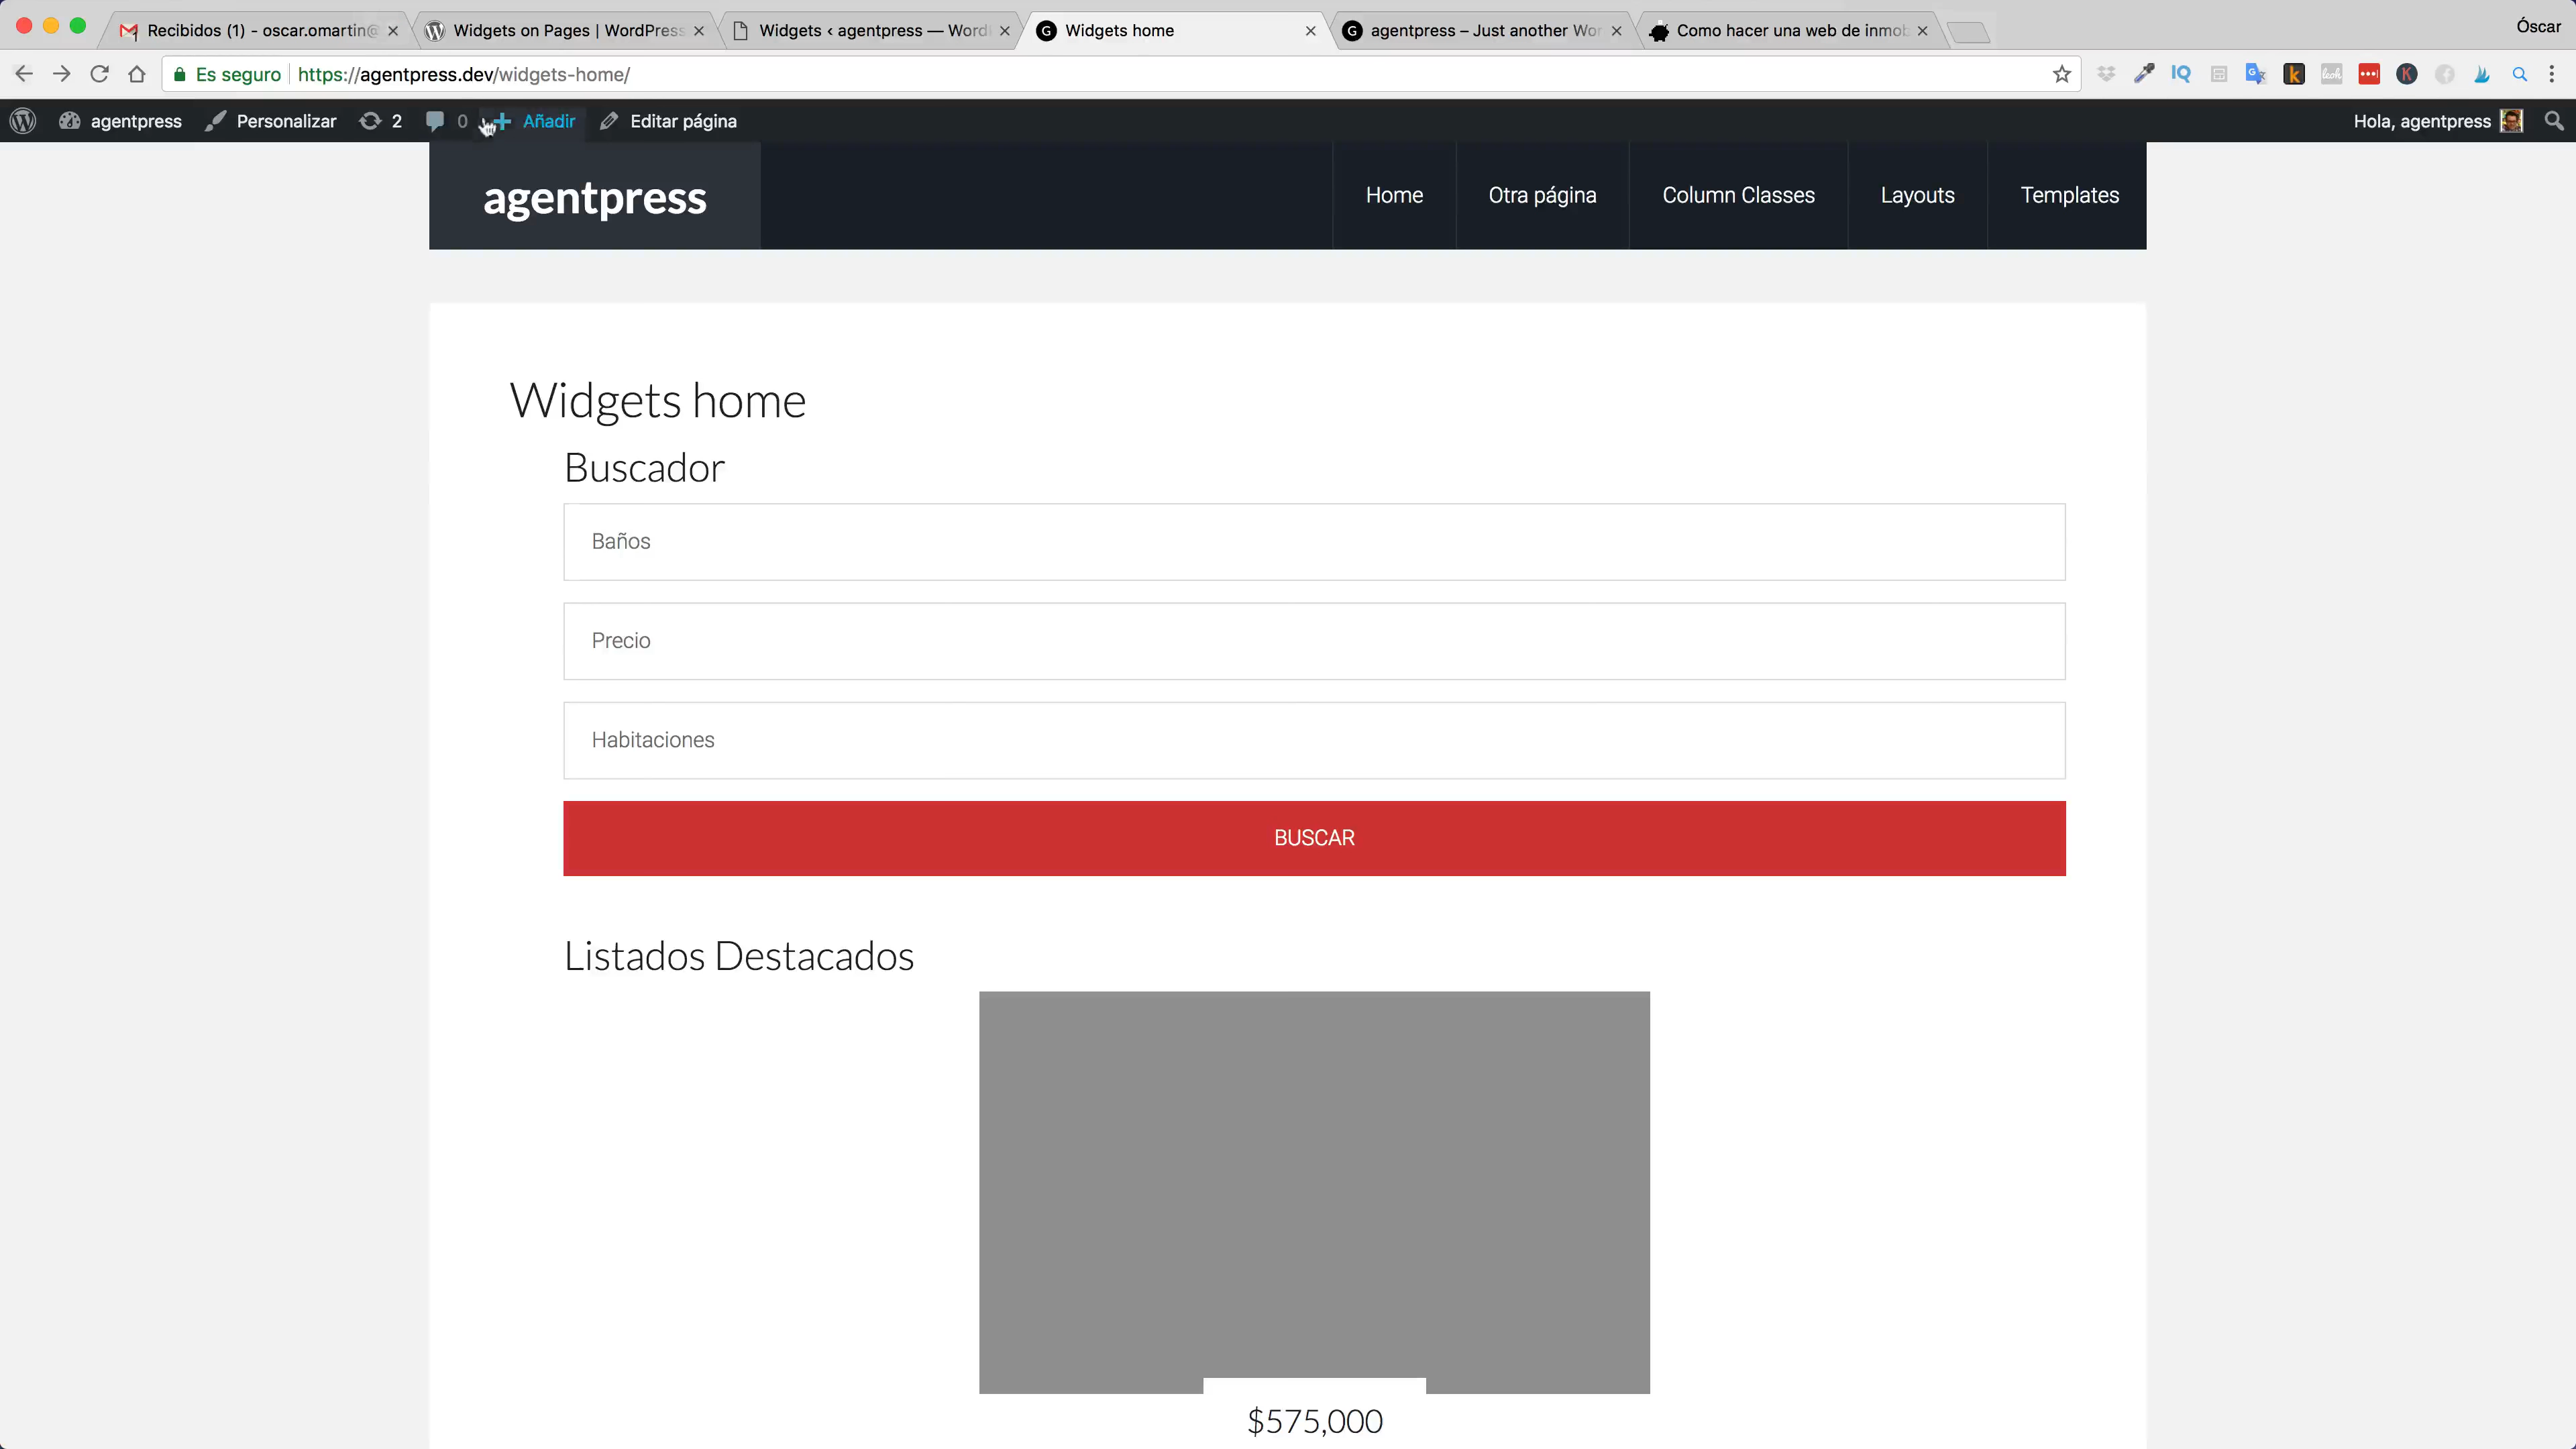 Recibidos (1) - oscar.omartin@
Widgets on Pages | WordPress
Widgets ‹ agentpress — Word
Widgets home
agentpress – Just another Wor
Como hacer una web de inmob
Óscar
Es seguro
https://agentpress.dev/widgets-home/
agentpress
Personalizar
2
0
Añadir
Editar página
Hola, agentpress
agentpress
Home
Otra página
Column Classes
Layouts
Templates
Widgets home
Buscador
Baños
Precio
Habitaciones
BUSCAR
Listados Destacados
$575,000